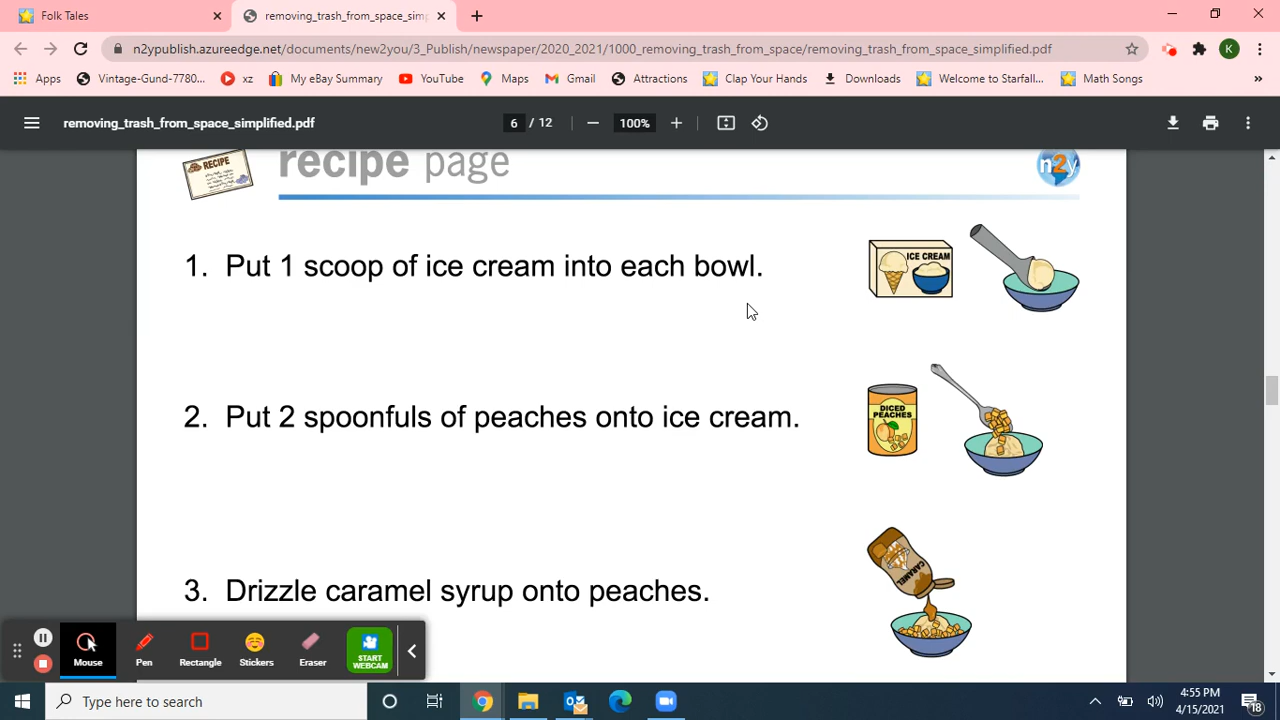 Folk Tales
removing_trash_from_space_sim
n2ypublish.azureedge.net/documents/new2you/3_Publish/newspaper/2020_2021/1000_removing_trash_from_space/removing_trash_from_space_simplified.pdf
K
Apps
Vintage-Gund-7780...
xz
My eBay Summary
YouTube
Maps
Gmail
Attractions
Clap Your Hands
Downloads
Welcome to Starfall...
Math Songs
»
removing_trash_from_space_simplified.pdf
6 / 12
100%
RECIPE
recipe page
n2y
1. Put 1 scoop of ice cream into each bowl.
ICE CREAM
2. Put 2 spoonfuls of peaches onto ice cream.
DICED
PEACHES
3. Drizzle caramel syrup onto peaches.
CARAMEL
Mouse
Pen
Rectangle
Stickers
Eraser
START
WEBCAM
Type here to search
4:55 PM
4/15/2021
18